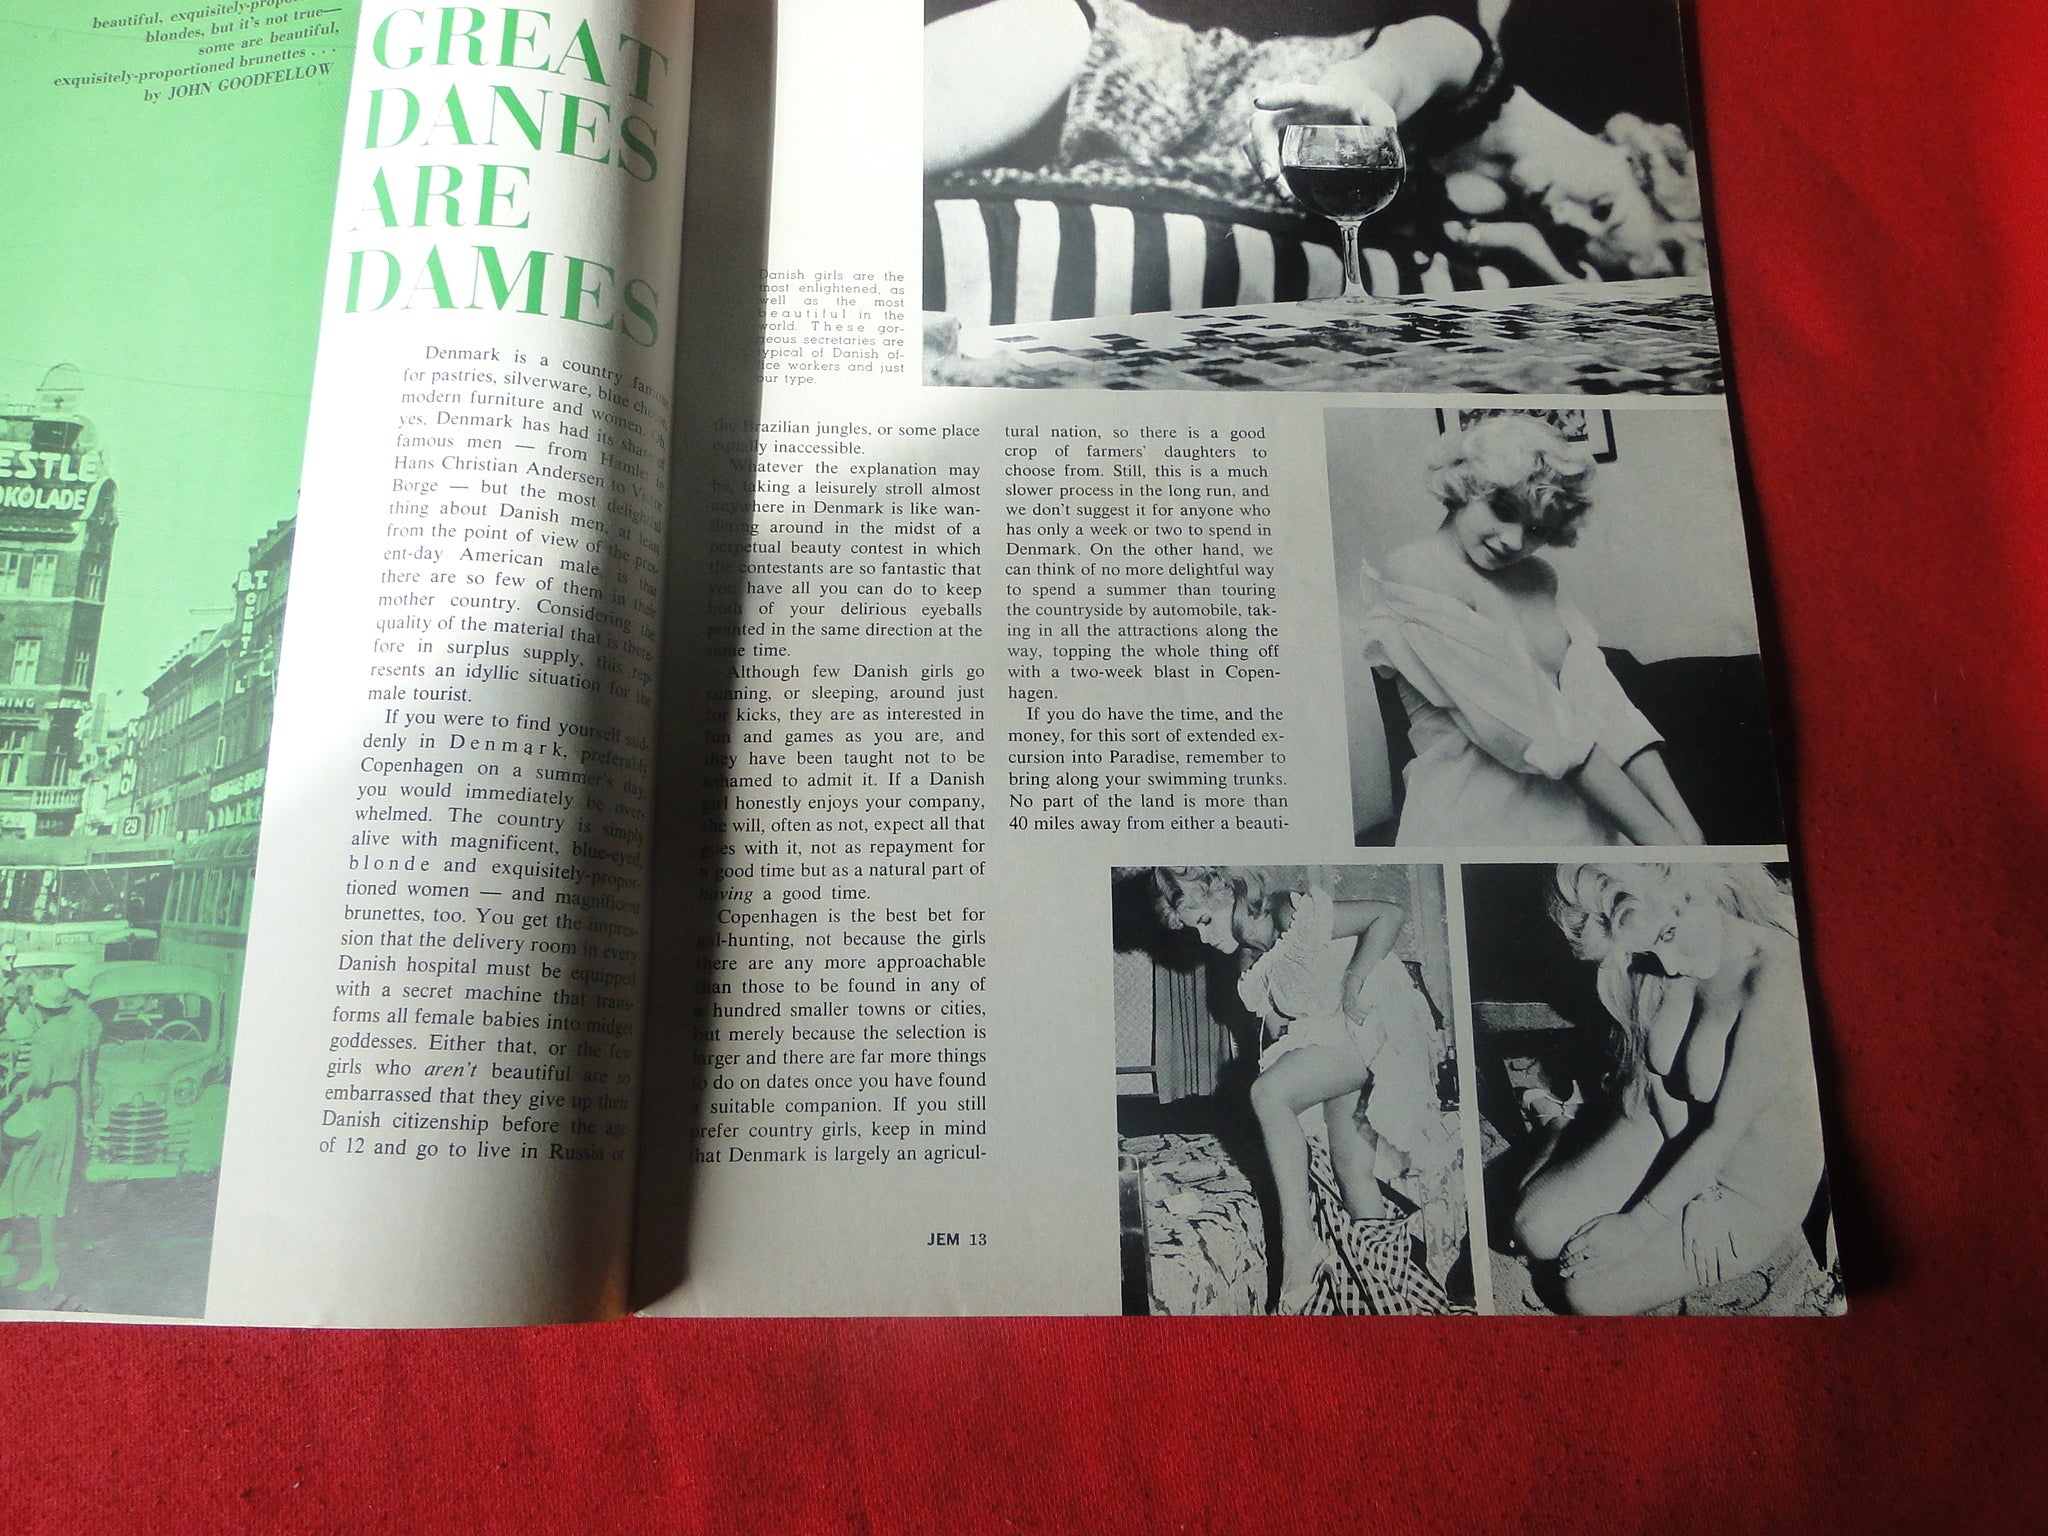 beautiful, exquisitely-propor
blondes, but it's not true—
some are beautiful,
exquisitely-proportioned brunettes . . .
by JOHN GOODFELLOW
GREAT
DANES
ARE
DAMES
Denmark is a country famous
for pastries, silverware, blue cheese,
modern furniture and women. Oh,
yes, Denmark has had its share of
famous men — from Hamlet to
Hans Christian Andersen to Victor
Borge — but the most delightful
thing about Danish men, at least
from the point of view of the pres-
ent-day American male, is that
there are so few of them in their
mother country. Considering the
quality of the material that is there-
fore in surplus supply, this rep-
resents an idyllic situation for the
male tourist.
If you were to find yourself sud-
denly in Denmark, preferably
Copenhagen on a summer's day,
you would immediately be over-
whelmed. The country is simply
alive with magnificent, blue-eyed,
blonde and exquisitely-propor-
tioned women — and magnificent
brunettes, too. You get the impres-
sion that the delivery room in every
Danish hospital must be equipped
with a secret machine that trans-
forms all female babies into midget
goddesses. Either that, or the few
girls who aren't beautiful are so
embarrassed that they give up their
Danish citizenship before the age
of 12 and go to live in Russia or
ESTLE
OKOLADE
B.T.
KINO
29
Danish girls are the
most enlightened, as
well as the most
beautiful in the
world. These gor-
geous secretaries are
typical of Danish of-
fice workers and just
our type.
the Brazilian jungles, or some place
equally inaccessible.
Whatever the explanation may
be, taking a leisurely stroll almost
anywhere in Denmark is like wan-
dering around in the midst of a
perpetual beauty contest in which
the contestants are so fantastic that
you have all you can do to keep
both of your delirious eyeballs
pointed in the same direction at the
same time.
Although few Danish girls go
running, or sleeping, around just
for kicks, they are as interested in
fun and games as you are, and
they have been taught not to be
ashamed to admit it. If a Danish
girl honestly enjoys your company,
she will, often as not, expect all that
goes with it, not as repayment for
a good time but as a natural part of
having a good time.
Copenhagen is the best bet for
gal-hunting, not because the girls
there are any more approachable
than those to be found in any of
a hundred smaller towns or cities,
but merely because the selection is
larger and there are far more things
to do on dates once you have found
a suitable companion. If you still
prefer country girls, keep in mind
that Denmark is largely an agricul-
tural nation, so there is a good
crop of farmers' daughters to
choose from. Still, this is a much
slower process in the long run, and
we don't suggest it for anyone who
has only a week or two to spend in
Denmark. On the other hand, we
can think of no more delightful way
to spend a summer than touring
the countryside by automobile, tak-
ing in all the attractions along the
way, topping the whole thing off
with a two-week blast in Copen-
hagen.
If you do have the time, and the
money, for this sort of extended ex-
cursion into Paradise, remember to
bring along your swimming trunks.
No part of the land is more than
40 miles away from either a beauti-
JEM 13